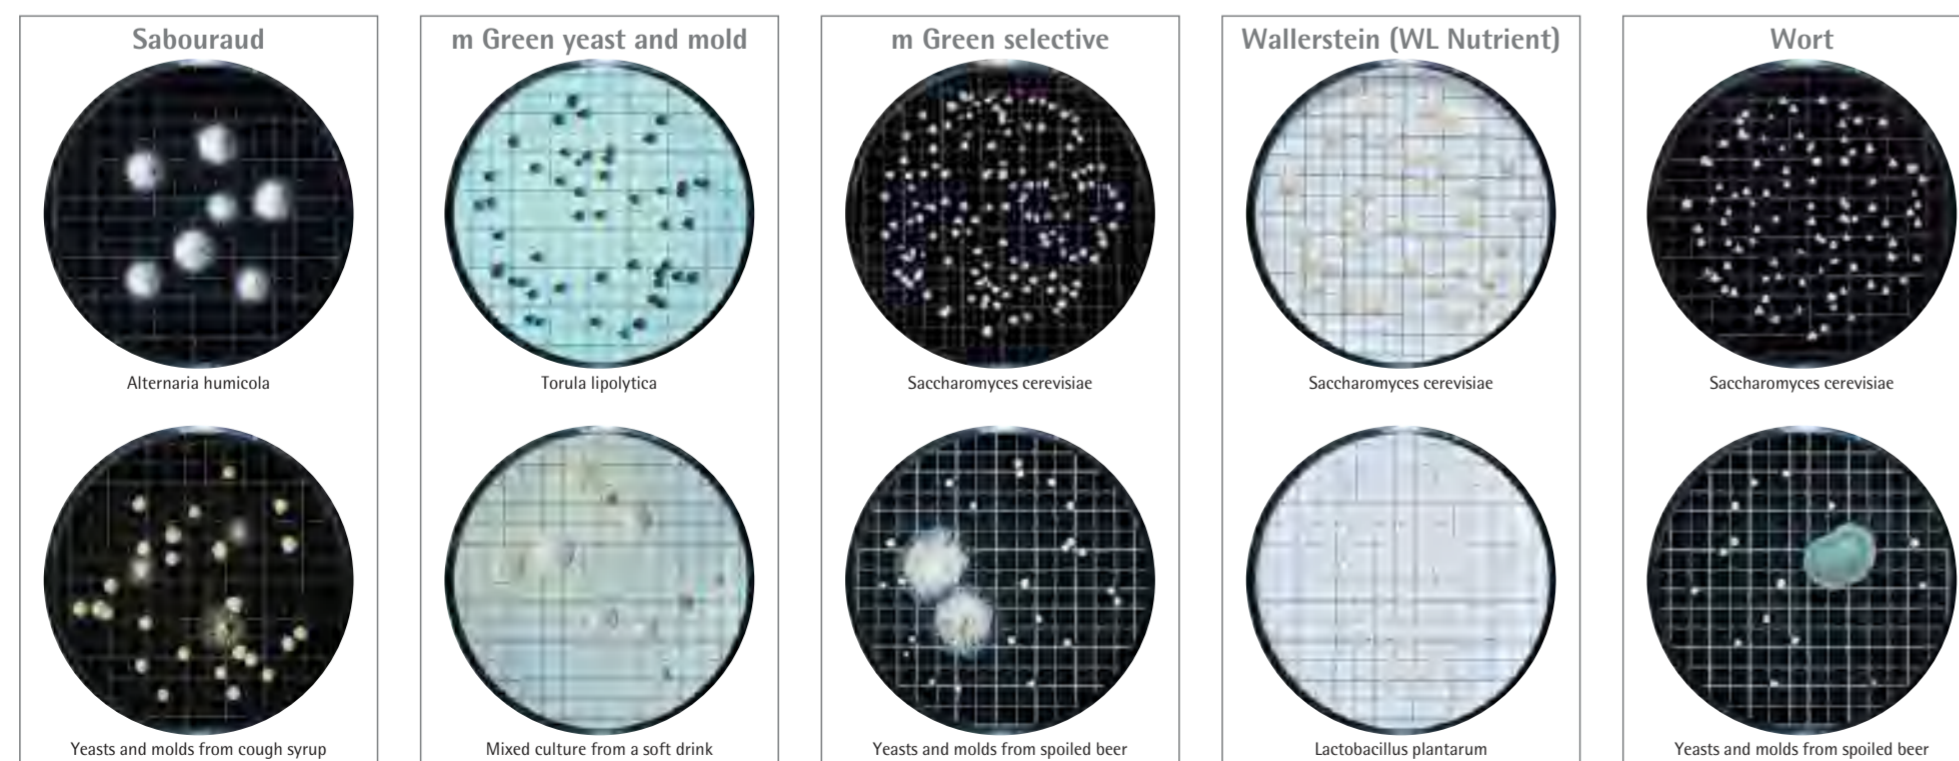 Sabouraud
m Green yeast and mold
m Green selective
Wallerstein (WL Nutrient)
Wort
Alternaria humicola
Torula lipolytica
Saccharomyces cerevisiae
Saccharomyces cerevisiae
Saccharomyces cerevisiae
Yeasts and molds from cough syrup
Mixed culture from a soft drink
Yeasts and molds from spoiled beer
Lactobacillus plantarum
Yeasts and molds from spoiled beer